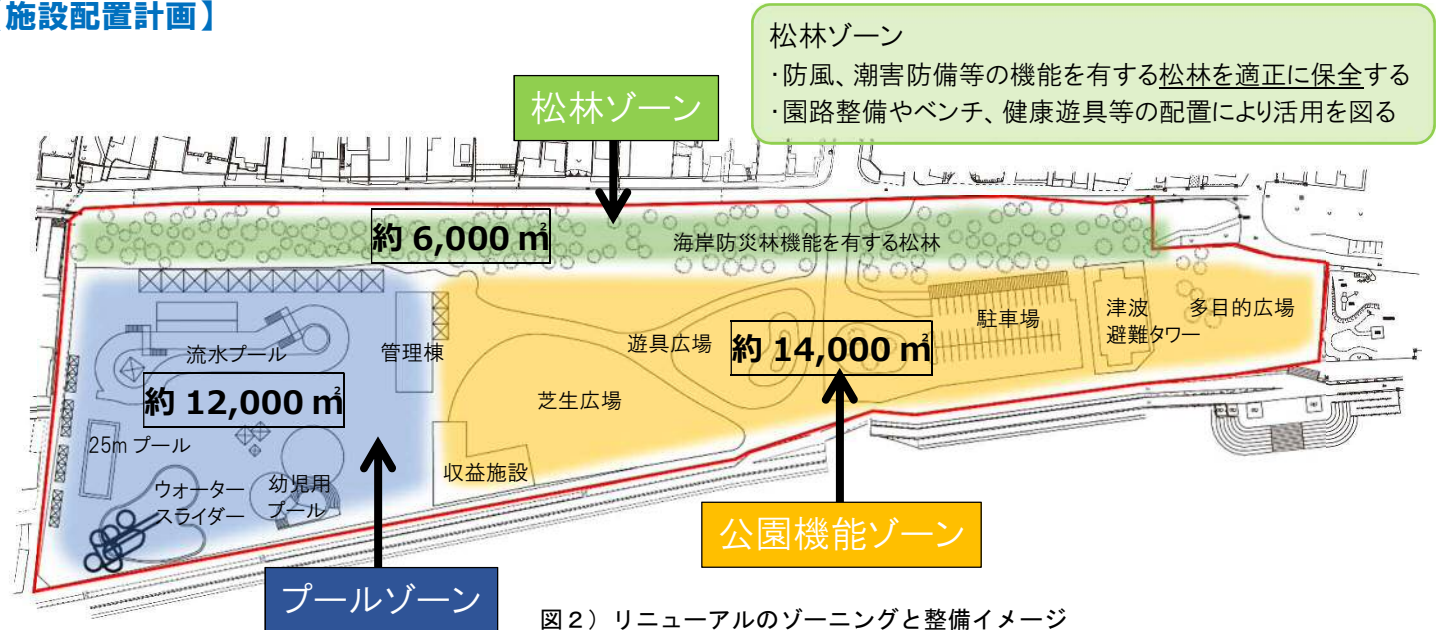 施設配置計画】
松林ゾーン
・防風、潮害防備等の機能を有する松林を適正に保全する
・園路整備やベンチ、健康遊具等の配置により活用を図る
松林ゾーン
約 6,000 ㎡
海岸防災林機能を有する松林
流水プール
管理棟
遊具広場
約 14,000 ㎡
駐車場
津波
避難タワー
多目的広場
約 12,000 ㎡
芝生広場
25m プール
収益施設
ウォーター
スライダー
幼児用
プール
公園機能ゾーン
プールゾーン
図２）リニューアルのゾーニングと整備イメージ